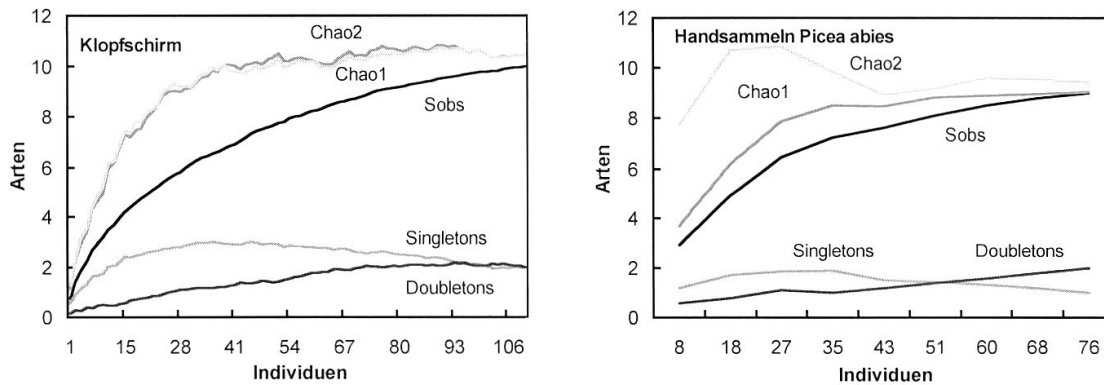 Klopfschirm
Chao2
Chao1
Sobs
Singletons
Doubletons
Arten
12
10
8
6
4
2
0
1 15 28 41 54 67 80 93 106
Individuen
Handsammeln Picea abies
Chao2
Chao1
Sobs
Singletons
Doubletons
Arten
12
10
8
6
4
2
0
8 18 27 35 43 51 60 68 76
Individuen